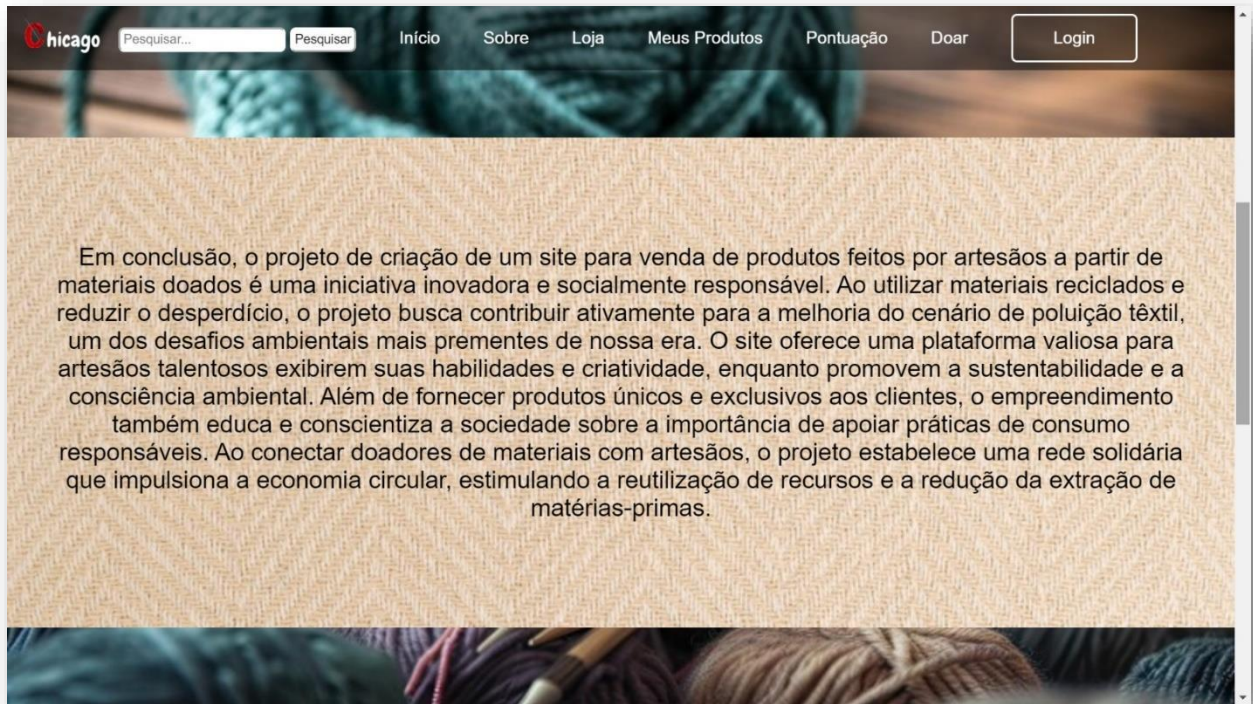 Chicago
Pesquisar...
Pesquisar
Início
Sobre
Loja
Meus Produtos
Pontuação
Doar
Login
Em conclusão, o projeto de criação de um site para venda de produtos feitos por artesãos a partir de
materiais doados é uma iniciativa inovadora e socialmente responsável. Ao utilizar materiais reciclados e
reduzir o desperdício, o projeto busca contribuir ativamente para a melhoria do cenário de poluição têxtil,
um dos desafios ambientais mais prementes de nossa era. O site oferece uma plataforma valiosa para
artesãos talentosos exibirem suas habilidades e criatividade, enquanto promovem a sustentabilidade e a
consciência ambiental. Além de fornecer produtos únicos e exclusivos aos clientes, o empreendimento
também educa e conscientiza a sociedade sobre a importância de apoiar práticas de consumo
responsáveis. Ao conectar doadores de materiais com artesãos, o projeto estabelece uma rede solidária
que impulsiona a economia circular, estimulando a reutilização de recursos e a redução da extração de
matérias-primas.